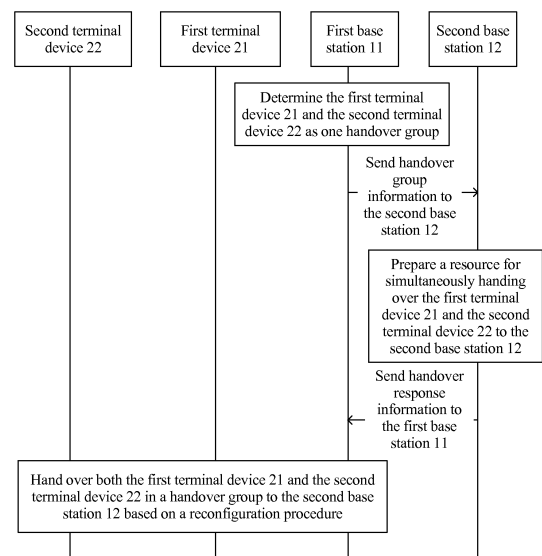 Second terminal
device 22
First terminal
device 21
First base
station 11
Second base
station 12
Determine the first terminal
device 21 and the second terminal
device 22 as one handover group
Send handover
group
information to
the second base
station 12
Prepare a resource for
simultaneously handing
over the first terminal
device 21 and the second
terminal device 22 to the
second base station 12
Send handover
response
information to
the first base
station 11
Hand over both the first terminal device 21 and the second
terminal device 22 in a handover group to the second base
station 12 based on a reconfiguration procedure